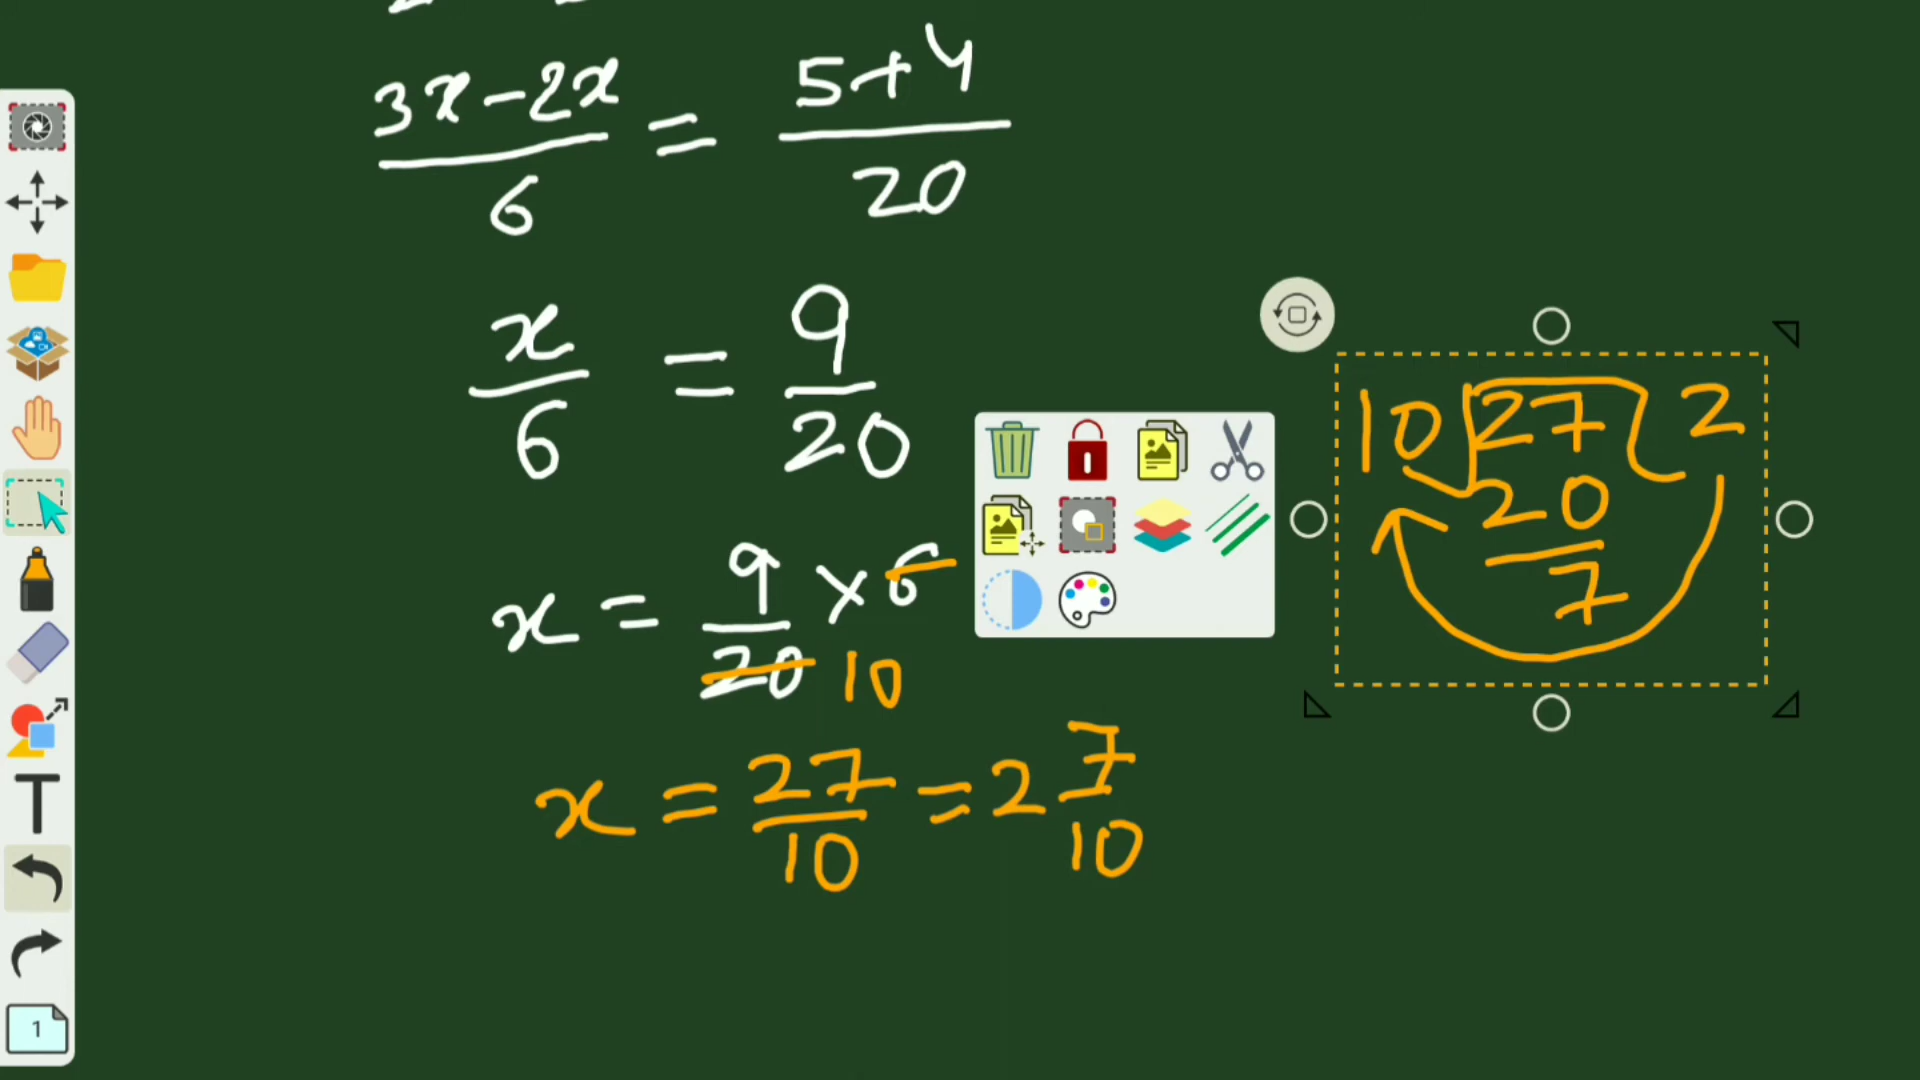 3x-2x/6 = 5+4/20
x/6 = 9/20
x = 9/20 × 6
10
x = 27/10 = 2 7/10
10 27 2
20
7
T
1